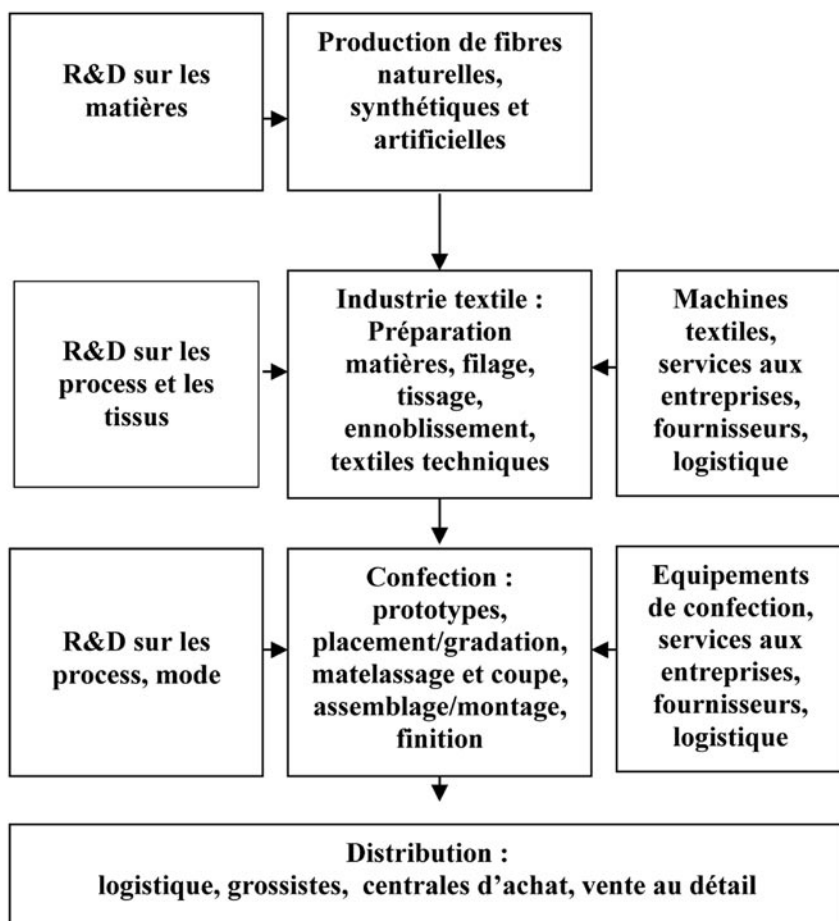 R&D sur les
matières
Production de fibres
naturelles,
synthétiques et
artificielles
R&D sur les
process et les
tissus
Industrie textile :
Préparation
matières, filage,
tissage,
ennoblissement,
textiles techniques
Machines
textiles,
services aux
entreprises,
fournisseurs,
logistique
R&D sur les
process, mode
Confection :
prototypes,
placement/gradation,
matelassage et coupe,
assemblage/montage,
finition
Equipements
de confection,
services aux
entreprises,
fournisseurs,
logistique
Distribution :
logistique, grossistes, centrales d’achat, vente au détail